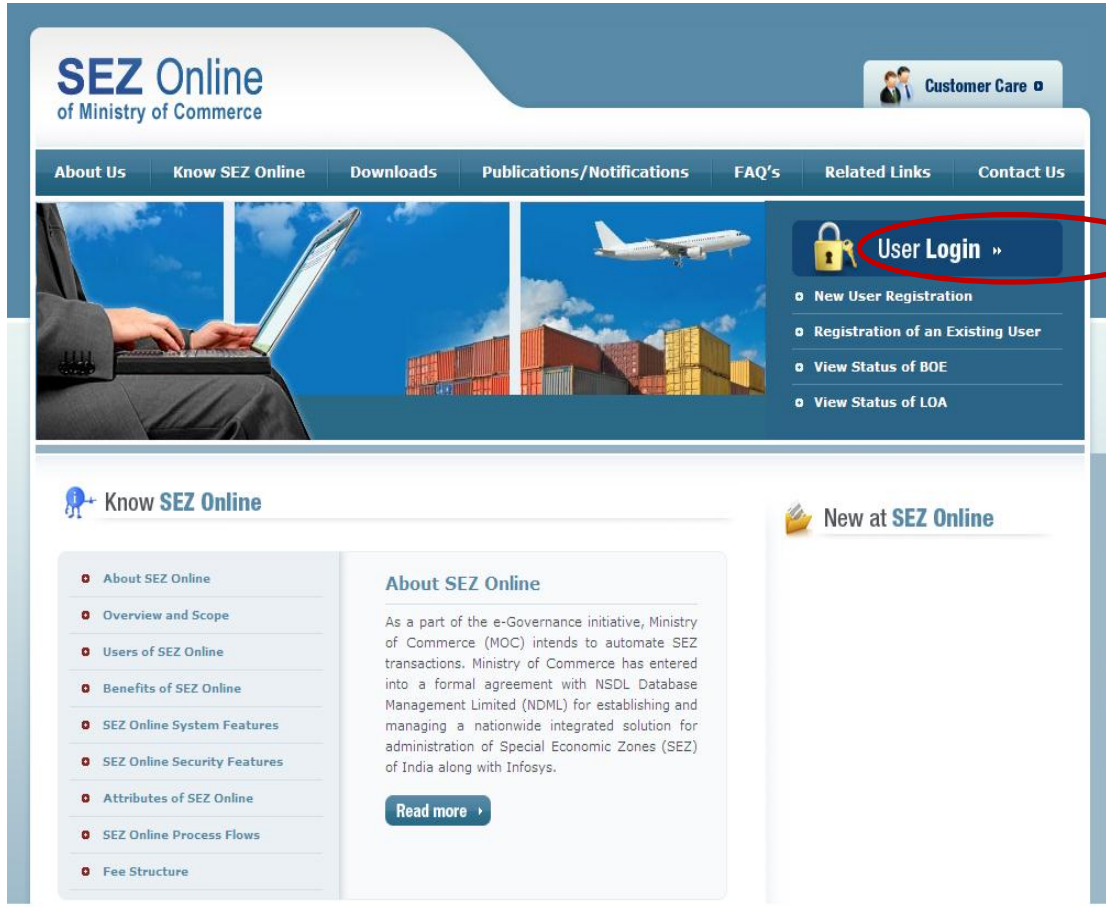 SEZ Online
of Ministry of Commerce
Customer Care
About Us Know SEZ Online Downloads Publications/Notifications FAQ's Related Links Contact Us
User Login »
New User Registration
Registration of an Existing User
View Status of BOE
View Status of LOA
Know SEZ Online
New at SEZ Online
About SEZ Online
Overview and Scope
Users of SEZ Online
Benefits of SEZ Online
SEZ Online System Features
SEZ Online Security Features
Attributes of SEZ Online
SEZ Online Process Flows
Fee Structure
About SEZ Online
As a part of the e-Governance initiative, Ministry
of Commerce (MOC) intends to automate SEZ
transactions. Ministry of Commerce has entered
into a formal agreement with NSDL Database
Management Limited (NDML) for establishing and
managing a nationwide integrated solution for
administration of Special Economic Zones (SEZ)
of India along with Infosys.
Read more